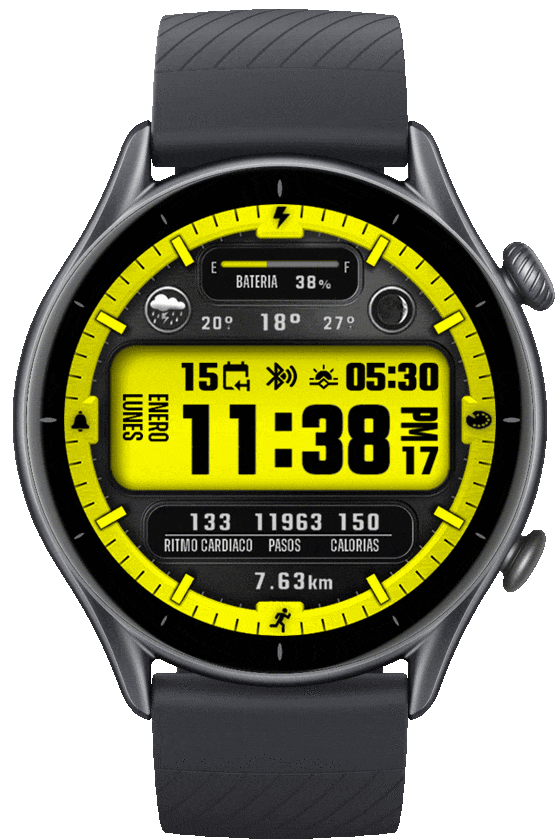 E F
BATERIA 38%
20° 18° 27°
15 05:30
ENERO
LUNES
11:38
PM
17
133 11963 150
RITMO CARDIACO PASOS CALORIAS
7.63km